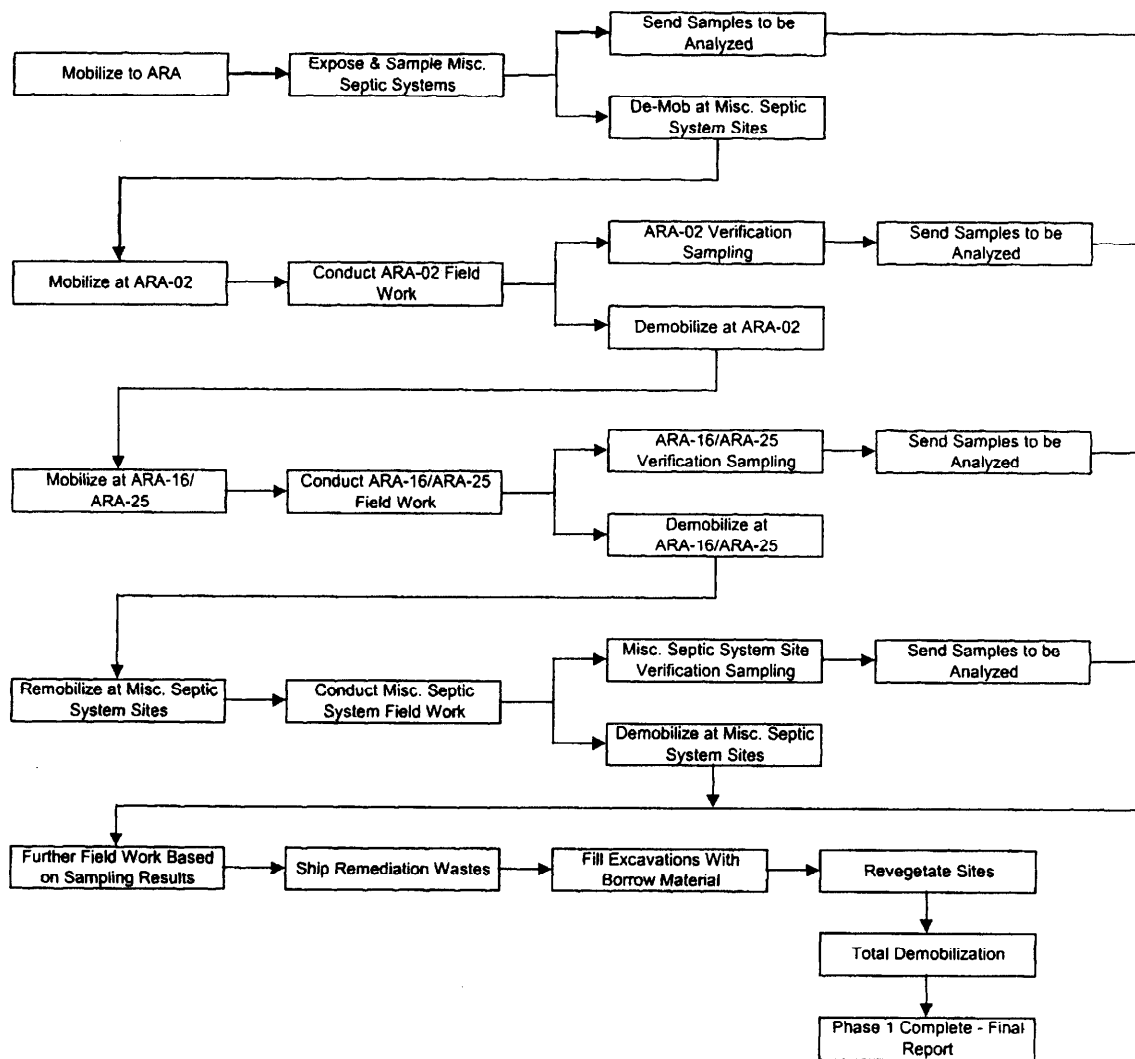 Send Samples to be
Analyzed
Mobilize to ARA
Expose & Sample Misc.
Septic Systems
De-Mob at Misc. Septic
System Sites
ARA-02 Verification
Sampling
Send Samples to be
Analyzed
Mobilize at ARA-02
Conduct ARA-02 Field
Work
Demobilize at ARA-02
ARA-16/ARA-25
Verification Sampling
Send Samples to be
Analyzed
Mobilize at ARA-16/
ARA-25
Conduct ARA-16/ARA-25
Field Work
Demobilize at
ARA-16/ARA-25
Misc. Septic System Site
Verification Sampling
Send Samples to be
Analyzed
Remobilize at Misc. Septic
System Sites
Conduct Misc. Septic
System Field Work
Demobilize at Misc. Septic
System Sites
Further Field Work Based
on Sampling Results
Ship Remediation Wastes
Fill Excavations With
Borrow Material
Revegetate Sites
Total Demobilization
Phase 1 Complete - Final
Report